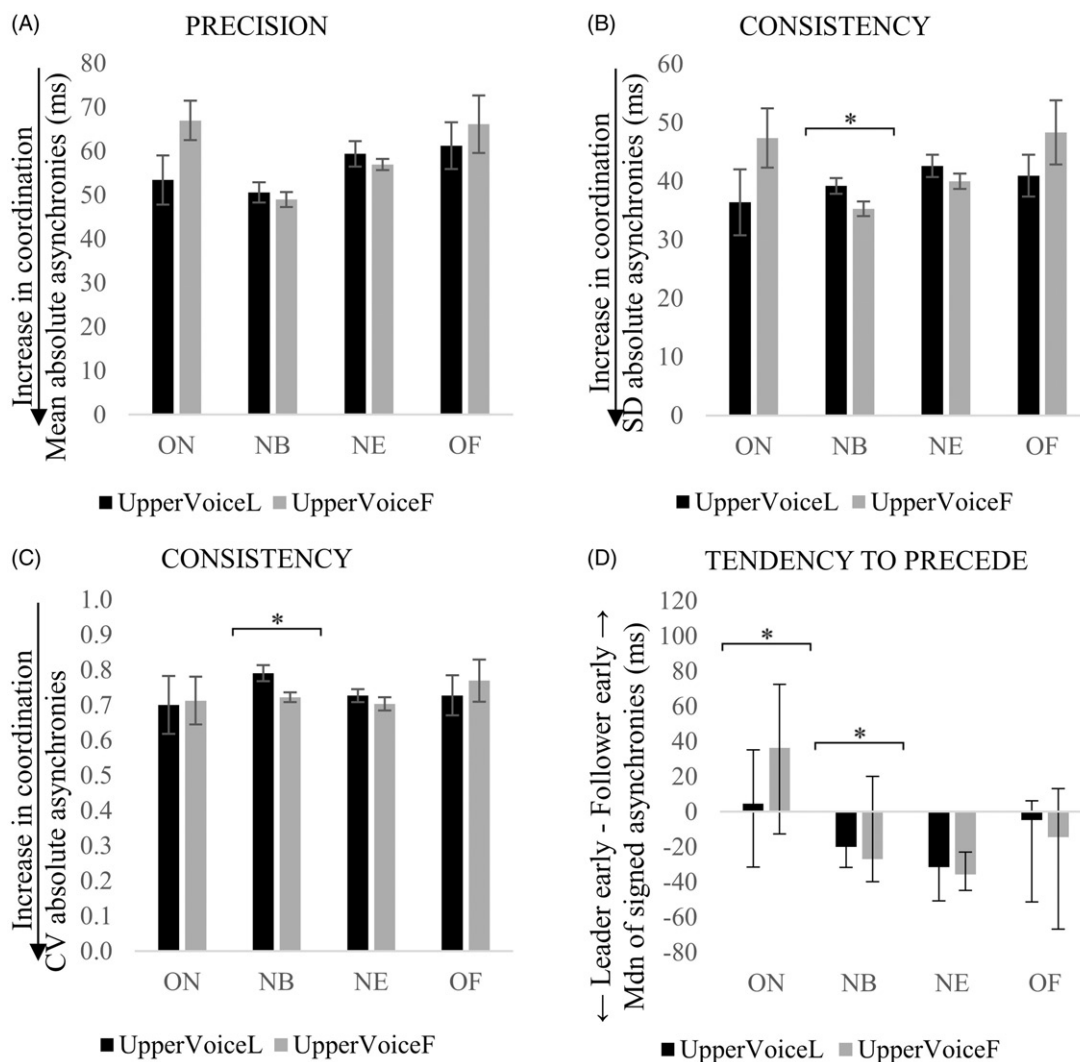 (A)
PRECISION
Increase in coordination
Mean absolute asynchronies (ms)
80
70
60
50
40
30
20
10
0
ON NB NE OF
■ UpperVoiceL ■ UpperVoiceF
(B)
CONSISTENCY
Increase in coordination
SD absolute asynchronies (ms)
60
50
40
30
20
10
0
*
ON NB NE OF
■ UpperVoiceL ■ UpperVoiceF
(C)
CONSISTENCY
Increase in coordination
CV absolute asynchronies
1.0
0.9
0.8
0.7
0.6
0.5
0.4
0.3
0.2
0.1
0.0
*
ON NB NE OF
■ UpperVoiceL ■ UpperVoiceF
(D)
TENDENCY TO PRECEDE
← Leader early - Follower early →
Mdn of signed asynchronies (ms)
120
100
80
60
40
20
0
-20
-40
-60
-80
*
*
ON NB NE OF
■ UpperVoiceL ■ UpperVoiceF